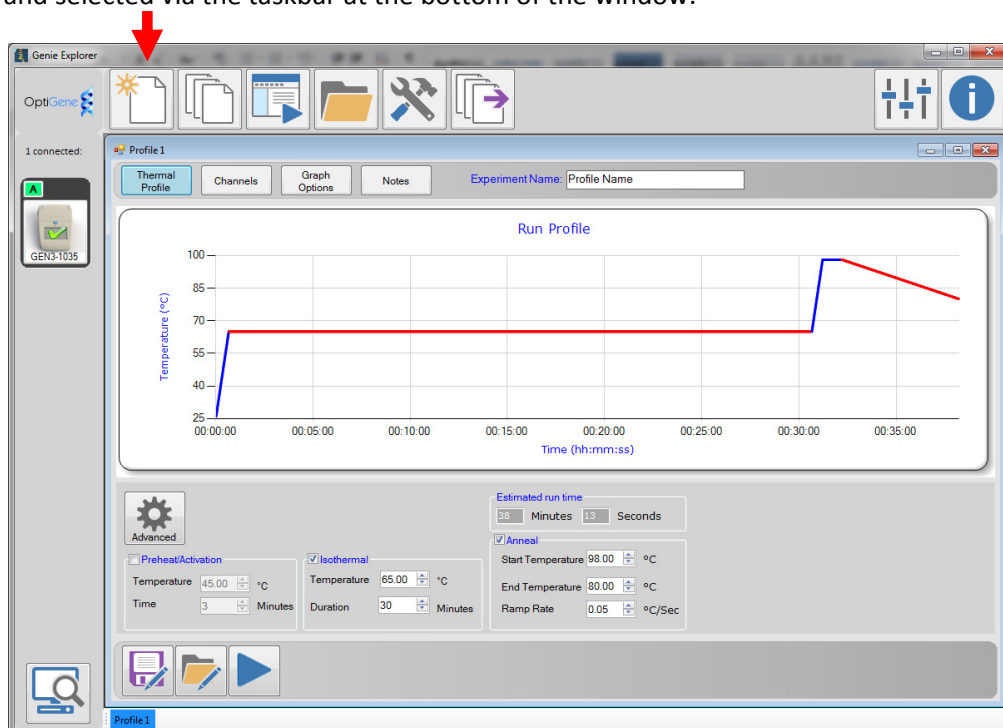 and selected via the taskbar at the bottom of the window.
Genie Explorer
OptiGene
1 connected:
A
GEN3-1035
Profile 1
Thermal Profile
Channels
Graph Options
Notes
Experiment Name: Profile Name
Run Profile
Temperature (ºC)
100
85
70
55
40
25
00:00:00 00:05:00 00:10:00 00:15:00 00:20:00 00:25:00 00:30:00 00:35:00
Time (hh:mm:ss)
Advanced
Estimated run time
38 Minutes 13 Seconds
Preheat/Activation
Temperature 45.00 °C
Time 3 Minutes
Isothermal
Temperature 65.00 °C
Duration 30 Minutes
Anneal
Start Temperature 98.00 ºC
End Temperature 80.00 ºC
Ramp Rate 0.05 ºC/Sec
Profile 1